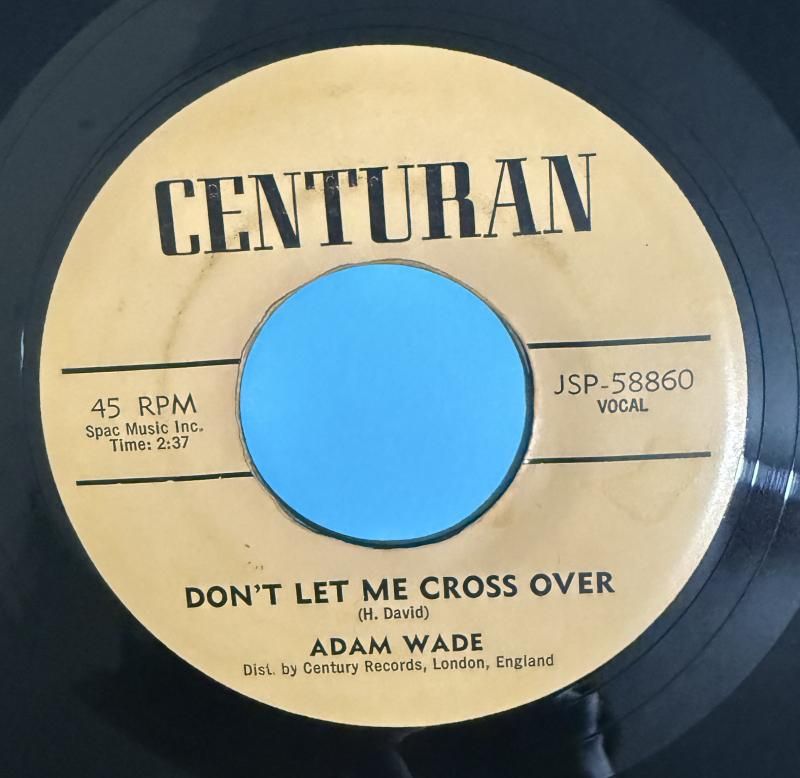 CENTURAN
45 RPM
Spac Music Inc.
Time: 2:37
JSP-58860
VOCAL
DON'T LET ME CROSS OVER
(H. David)
ADAM WADE
Dist. by Century Records, London, England